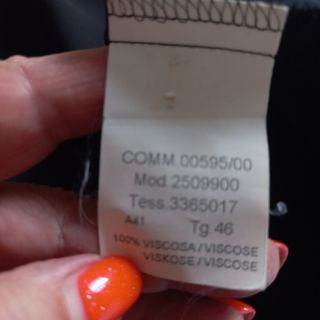 COMM.00595/00
Mod.2509900
Tess.3365017
A41 Tg.46
100% VISCOSA/VISCOSE
VISKOSE/VISCOSE